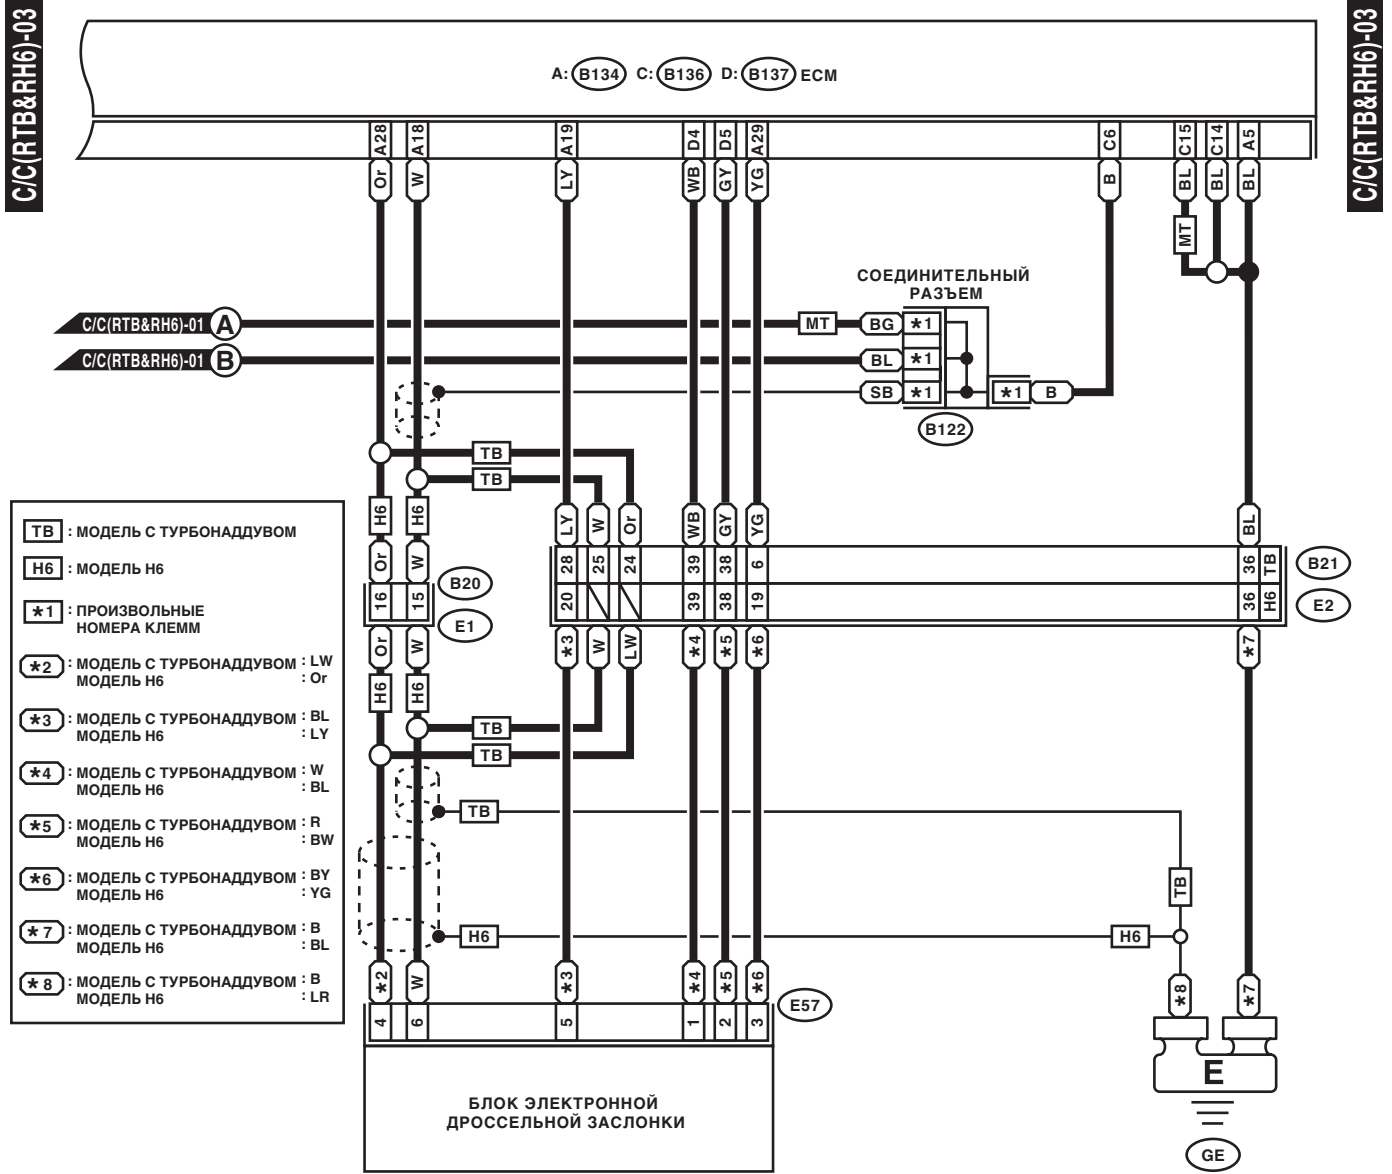 C/C(RTB&RH6)-03
C/C(RTB&RH6)-03
A: B134 C: B136 D: B137 ECM
A28 A18 A19 D4 D5 A29 C6 C15 C14 A5
Or W LY WB GY YG B BL BL BL
MT
СОЕДИНИТЕЛЬНЫЙ
РАЗЪЕМ
C/C(RTB&RH6)-01 A MT BG *1
C/C(RTB&RH6)-01 B BL *1
SB *1 *1 B
B122
TB
TB
H6 H6 LY W Or WB GY YG BL
Or W 28 25 24 39 38 6 36 TB B21
16 15 B20 20 39 38 19 36 H6 E2
E1
Or W *3 W LW *4 *5 *6 *7
H6 H6
TB
TB
TB
TB
H6 H6
*2 W *3 *4 *5 *6 *8 *7
4 6 5 1 2 3 E57
БЛОК ЭЛЕКТРОННОЙ
ДРОССЕЛЬНОЙ ЗАСЛОНКИ
E
GE
TB : МОДЕЛЬ С ТУРБОНАДДУВОМ
H6 : МОДЕЛЬ H6
*1 : ПРОИЗВОЛЬНЫЕ
НОМЕРА КЛЕММ
*2 : МОДЕЛЬ С ТУРБОНАДДУВОМ : LW
МОДЕЛЬ H6 : Or
*3 : МОДЕЛЬ С ТУРБОНАДДУВОМ : BL
МОДЕЛЬ H6 : LY
*4 : МОДЕЛЬ С ТУРБОНАДДУВОМ : W
МОДЕЛЬ H6 : BL
*5 : МОДЕЛЬ С ТУРБОНАДДУВОМ : R
МОДЕЛЬ H6 : BW
*6 : МОДЕЛЬ С ТУРБОНАДДУВОМ : BY
МОДЕЛЬ H6 : YG
*7 : МОДЕЛЬ С ТУРБОНАДДУВОМ : B
МОДЕЛЬ H6 : BL
*8 : МОДЕЛЬ С ТУРБОНАДДУВОМ : B
МОДЕЛЬ H6 : LR